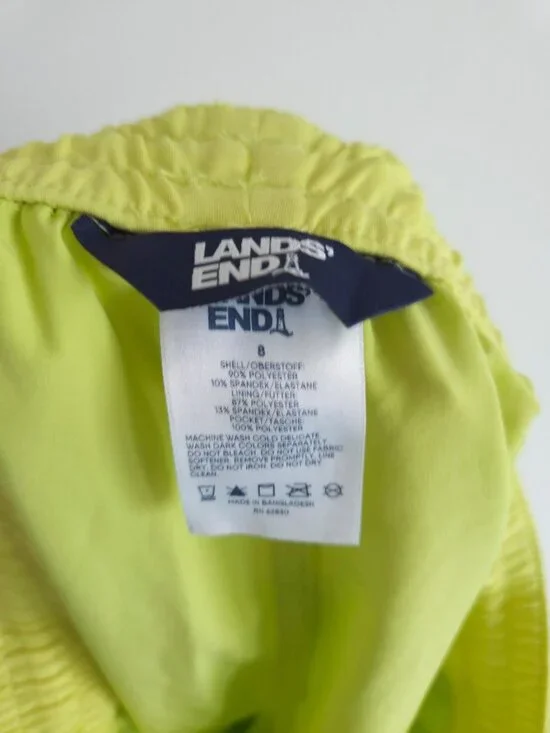 LANDS'
END
LANDS'
END
8
SHELL/OBERSTOFF:
90% POLYESTER
10% SPANDEX/ELASTANE
LINING/FUTTER
87% POLYESTER
13% SPANDEX/ELASTANE
POCKET/TASCHE
100% POLYESTER
MACHINE WASH COLD DELICATE
WASH DARK COLORS SEPARATELY
DO NOT BLEACH. DO NOT USE FABRIC
SOFTENER. REMOVE PROMPTLY. LINE
DRY. DO NOT IRON. DO NOT DRY
CLEAN.
MADE IN BANGLADESH